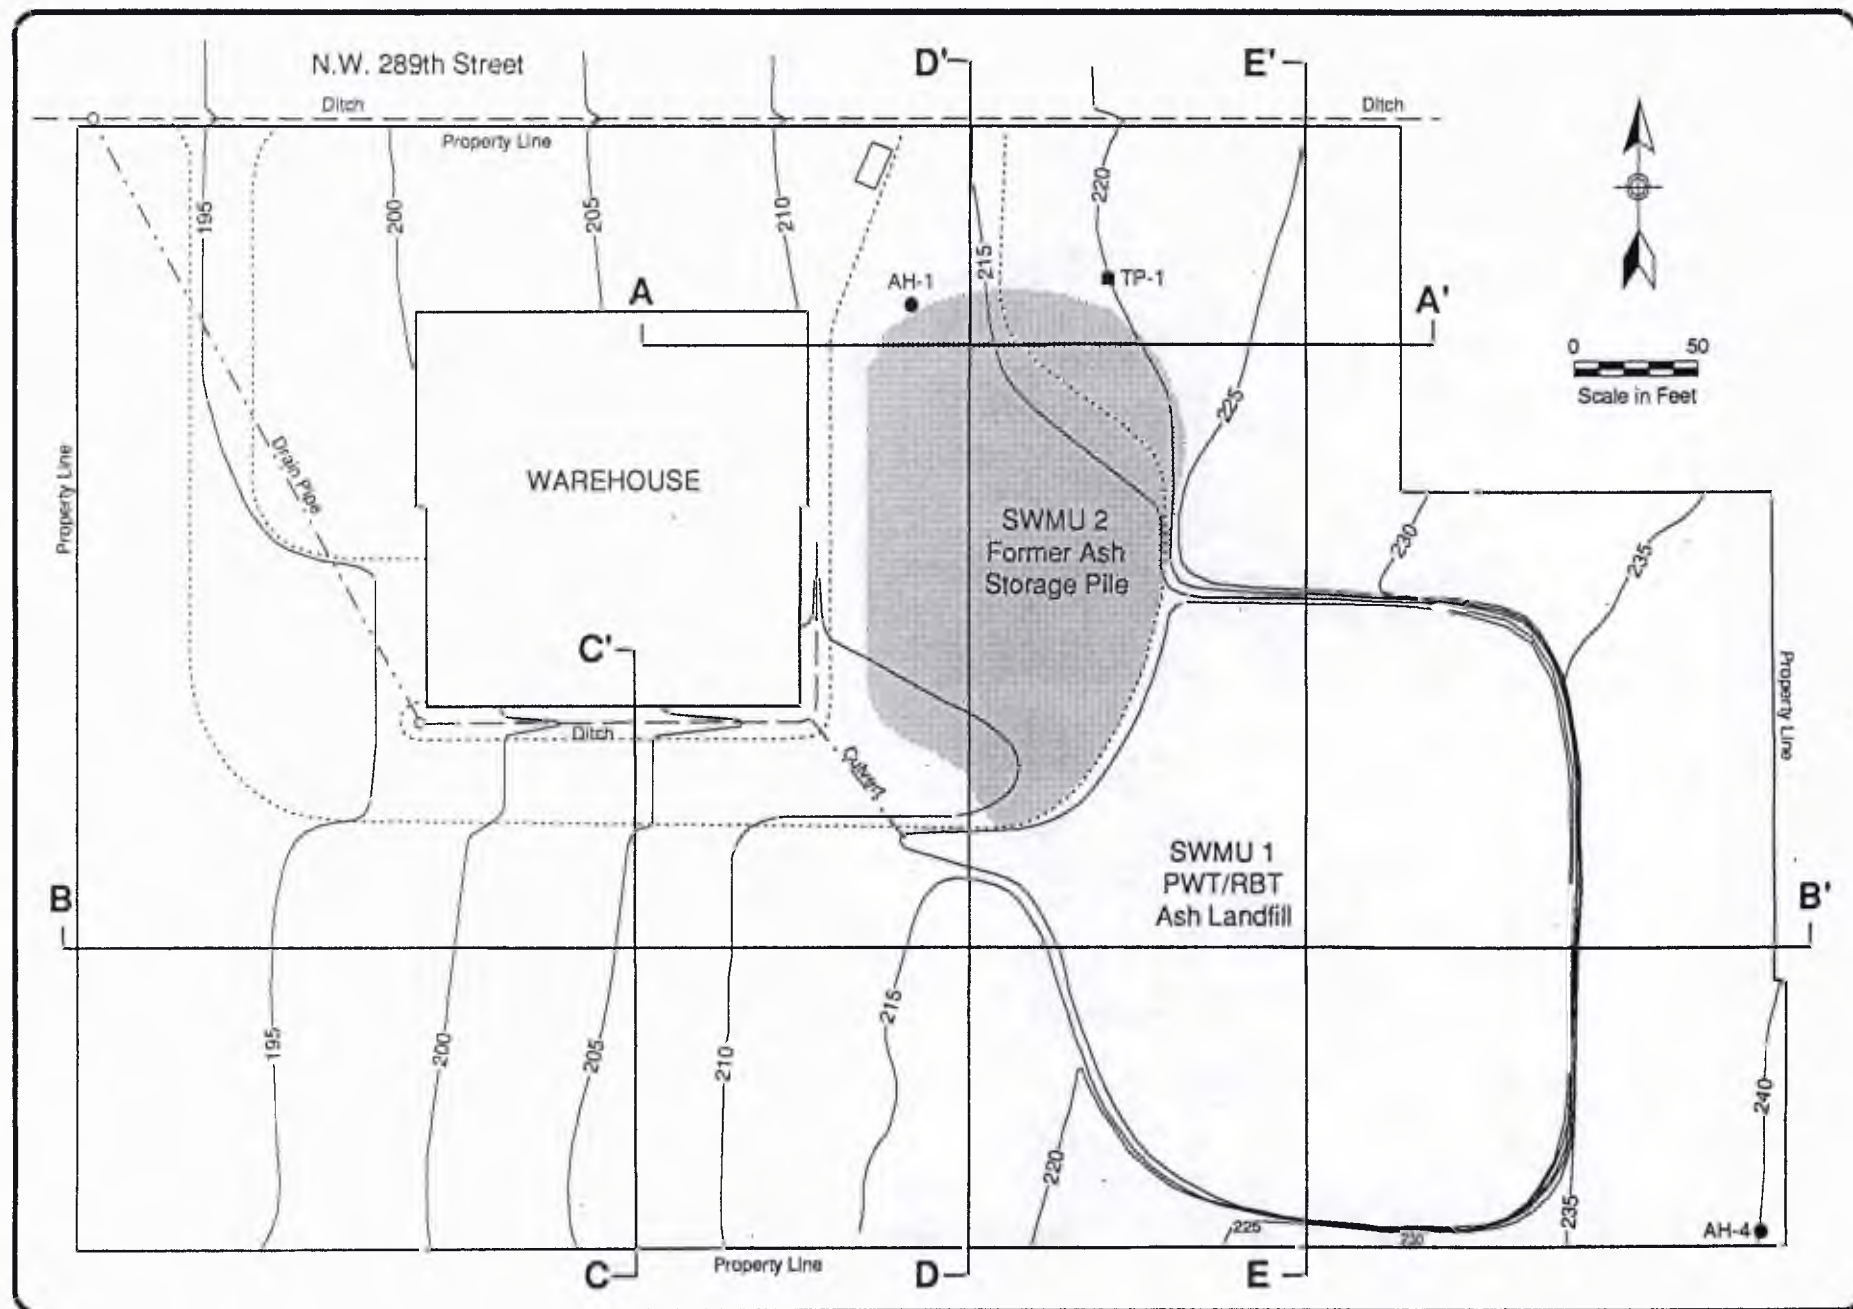 D'
E'
N.W. 289th Street
Ditch
Ditch
Property Line
220
195
200
205
210
215
AH-1
TP-1
A
A'
0 50
Scale in Feet
225
Drain Pipe
WAREHOUSE
Property Line
SWMU 2
Former Ash
Storage Pile
230
235
C'
Property Line
Ditch
Culvert
SWMU 1
PWT/RBT
Ash Landfill
B
B'
215
195
200
205
210
240
220
235
225
230
AH-4
C
Property Line
D
E